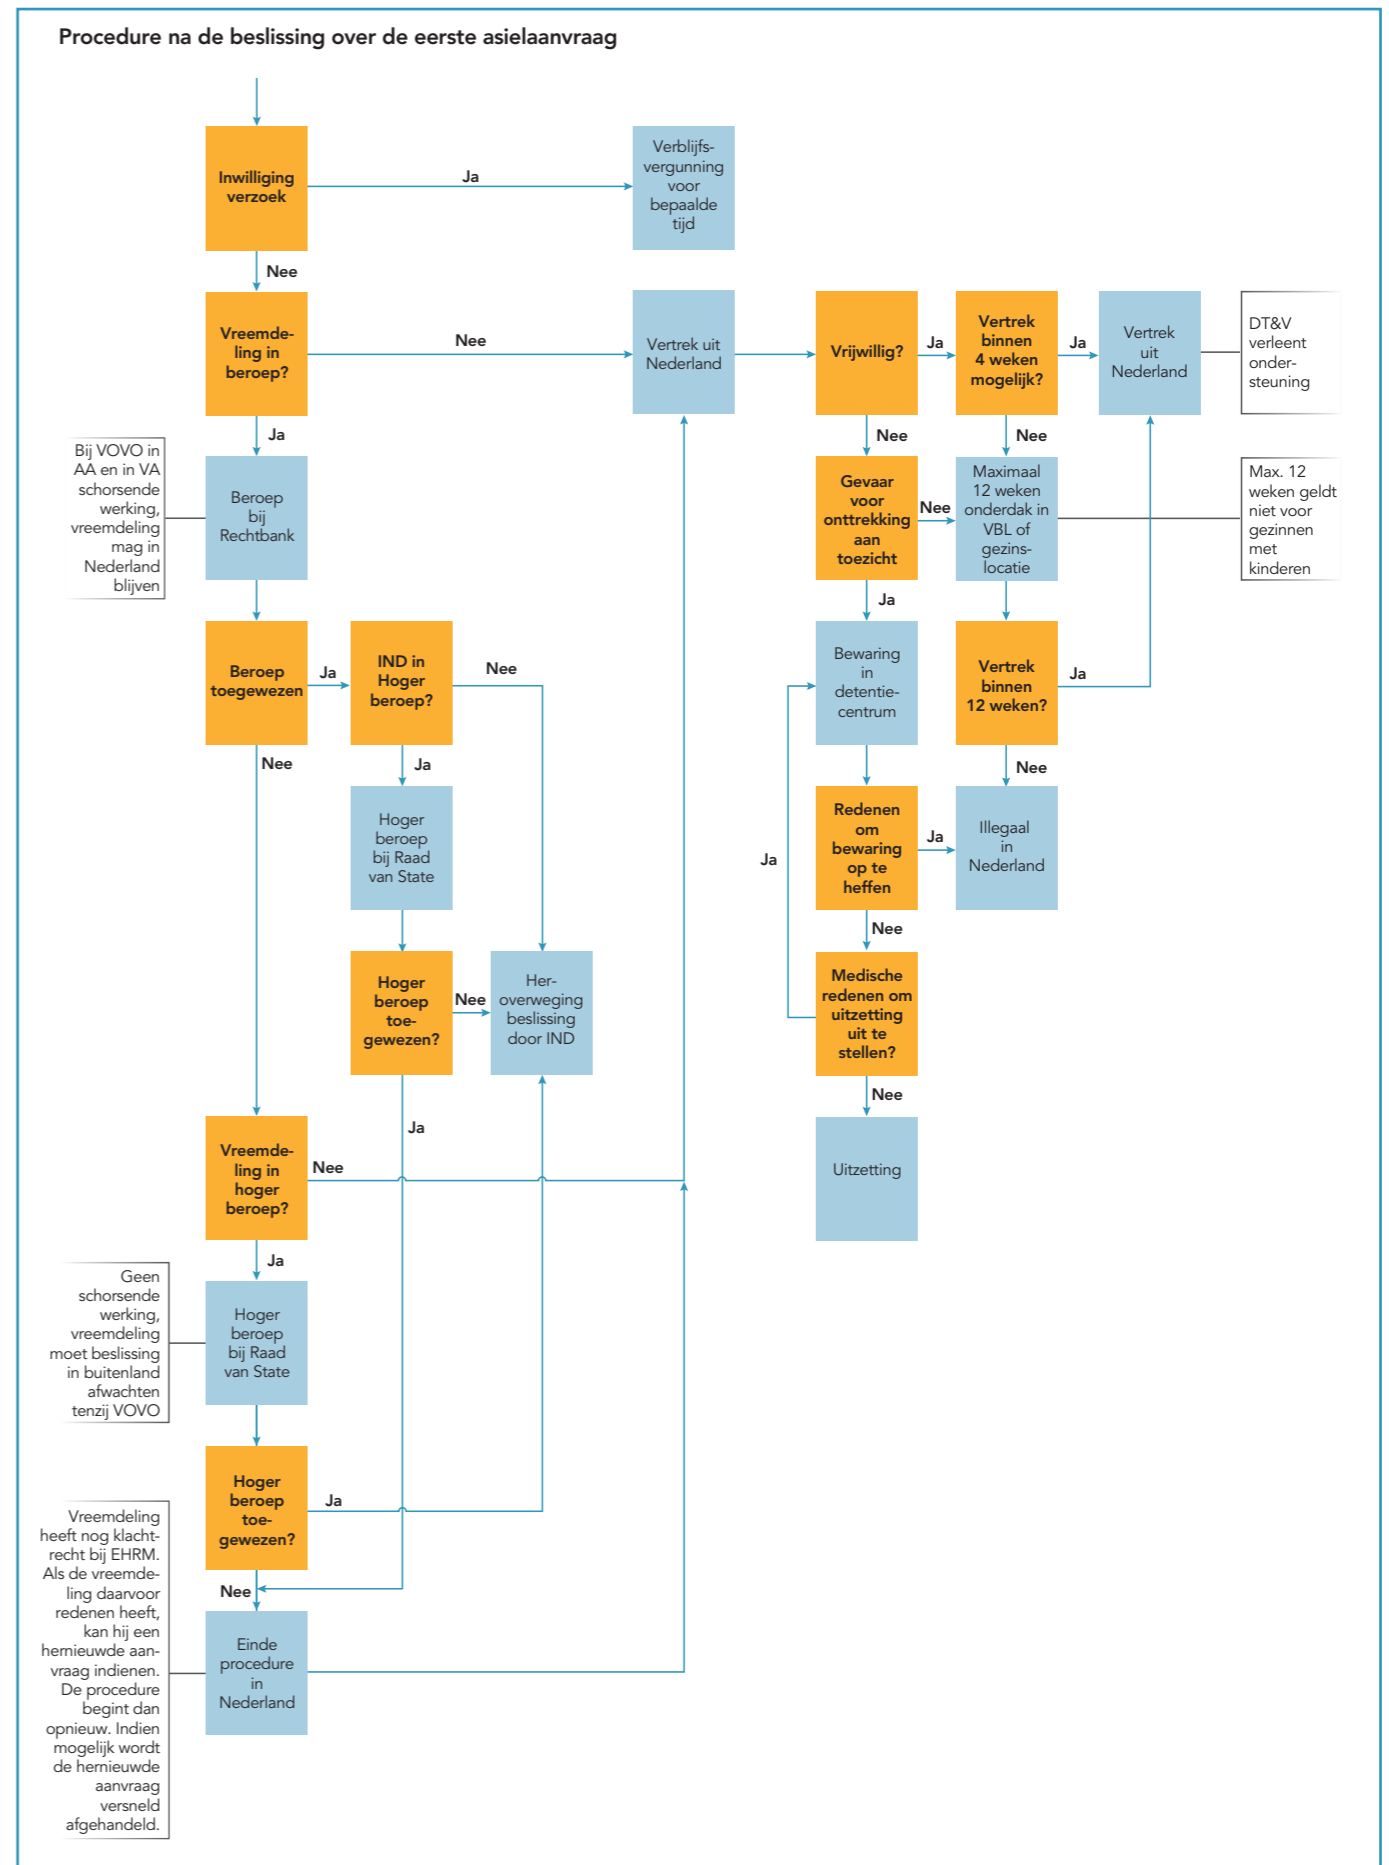 Procedure na de beslissing over de eerste asielaanvraag
Inwilliging
verzoek
Ja
Verblijfs-
vergunning
voor
bepaalde
tijd
Nee
Vreemde-
ling in
beroep?
Nee
Vertrek uit
Nederland
Vrijwillig?
Ja
Vertrek
binnen
4 weken
mogelijk?
Ja
Vertrek
uit
Nederland
DT&V
verleent
onder-
steuning
Ja
Nee
Nee
Bij VOVO in
AA en in VA
schorsende
werking,
vreemdeling
mag in
Nederland
blijven
Beroep
bij
Rechtbank
Gevaar
voor
onttrekking
aan
toezicht
Nee
Maximaal
12 weken
onderdak in
VBL of
gezins-
locatie
Max. 12
weken geldt
niet voor
gezinnen
met
kinderen
Ja
Beroep
toegewezen
Ja
IND in
Hoger
beroep?
Nee
Bewaring
in
detentie-
centrum
Vertrek
binnen
12 weken?
Ja
Nee
Ja
Nee
Hoger
beroep
bij Raad
van State
Ja
Redenen
om
bewaring
op te
heffen
Ja
Illegaal
in
Nederland
Nee
Hoger
beroep
toe-
gewezen?
Nee
Her-
overweging
beslissing
door IND
Medische
redenen om
uitzetting
uit te
stellen?
Nee
Ja
Vreemde-
ling in
hoger
beroep?
Nee
Uitzetting
Ja
Geen
schorsende
werking,
vreemdeling
moet beslissing
in buitenland
afwachten
tenzij VOVO
Hoger
beroep
bij Raad
van State
Hoger
beroep
toe-
gewezen?
Ja
Nee
Vreemdeling
heeft nog klacht-
recht bij EHRM.
Als de vreemde-
ling daarvoor
redenen heeft,
kan hij een
hernieuwde aan-
vraag indienen.
De procedure
begint dan
opnieuw. Indien
mogelijk wordt
de hernieuwde
aanvraag
versneld
afgehandeld.
Einde
procedure
in
Nederland